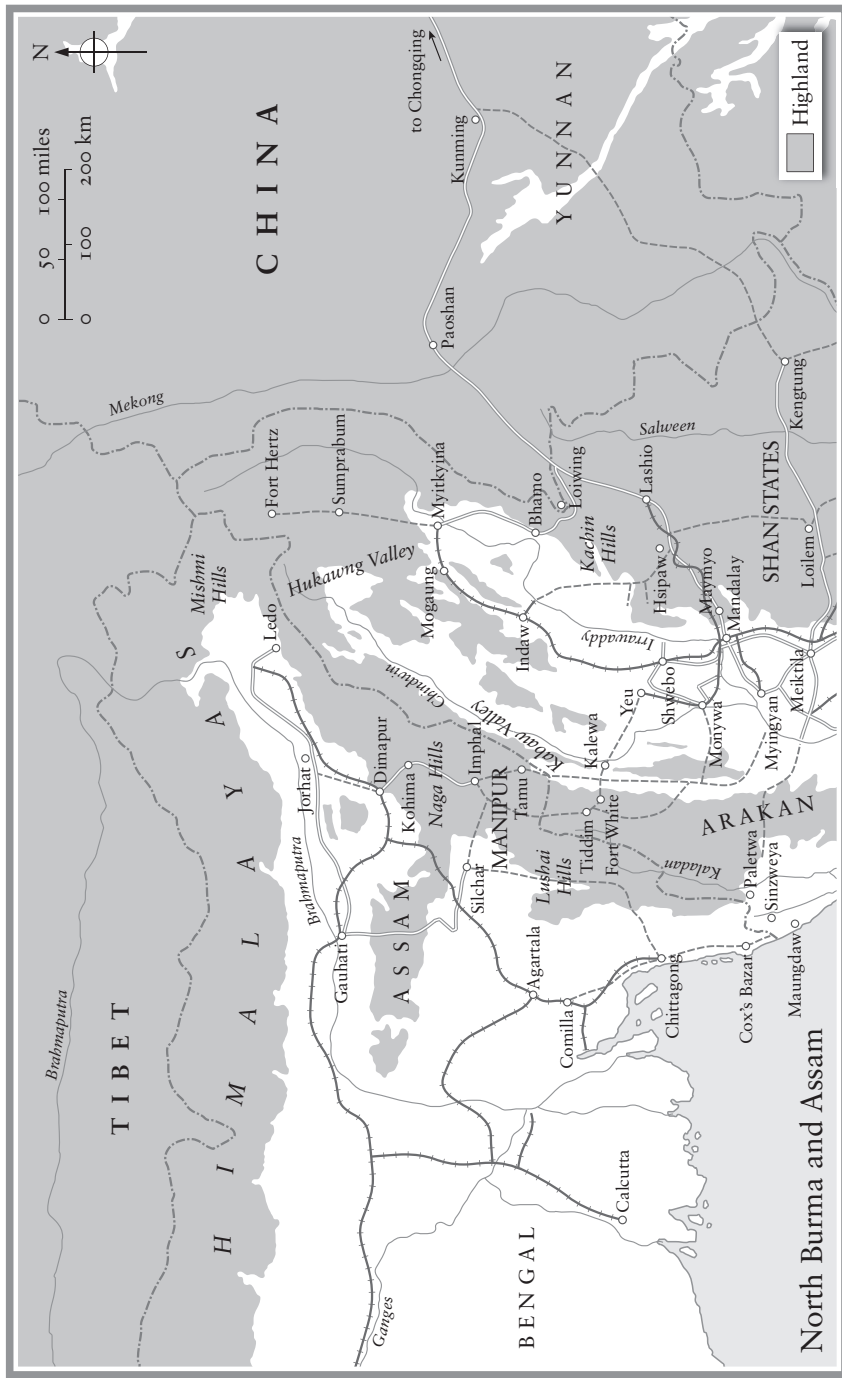 N
0 50 100 miles
0 100 200 km
CHINA
TIBET
HIMALAYAS
Brahmaputra
Mekong
to Chongqing
Kunming
YUNNAN
Paoshan
Mishmi
Hills
Fort Hertz
Sumprabum
Ledo
Hukawng Valley
Myitkyina
Mogaung
Bhamo
Loiwing
Kachin
Hills
Salween
Lashio
Kengtung
SHAN STATES
Loilem
Hsipaw
Maymyo
Mandalay
Indaw
Irrawaddy
Chindwin
Kabaw Valley
Yeu
Shwebo
Monywa
Myingyan
Meiktila
Kalewa
Jorhat
Dimapur
Kohima
Naga Hills
Imphal
MANIPUR
Tamu
Tiddim
Fort White
Brahmaputra
Gauhati
ASSAM
Silchar
Lushai
Hills
ARAKAN
Kaladan
Paletwa
Sinzweya
Agartala
Comilla
Chittagong
Cox's Bazar
Maungdaw
Ganges
BENGAL
Calcutta
Highland
North Burma and Assam